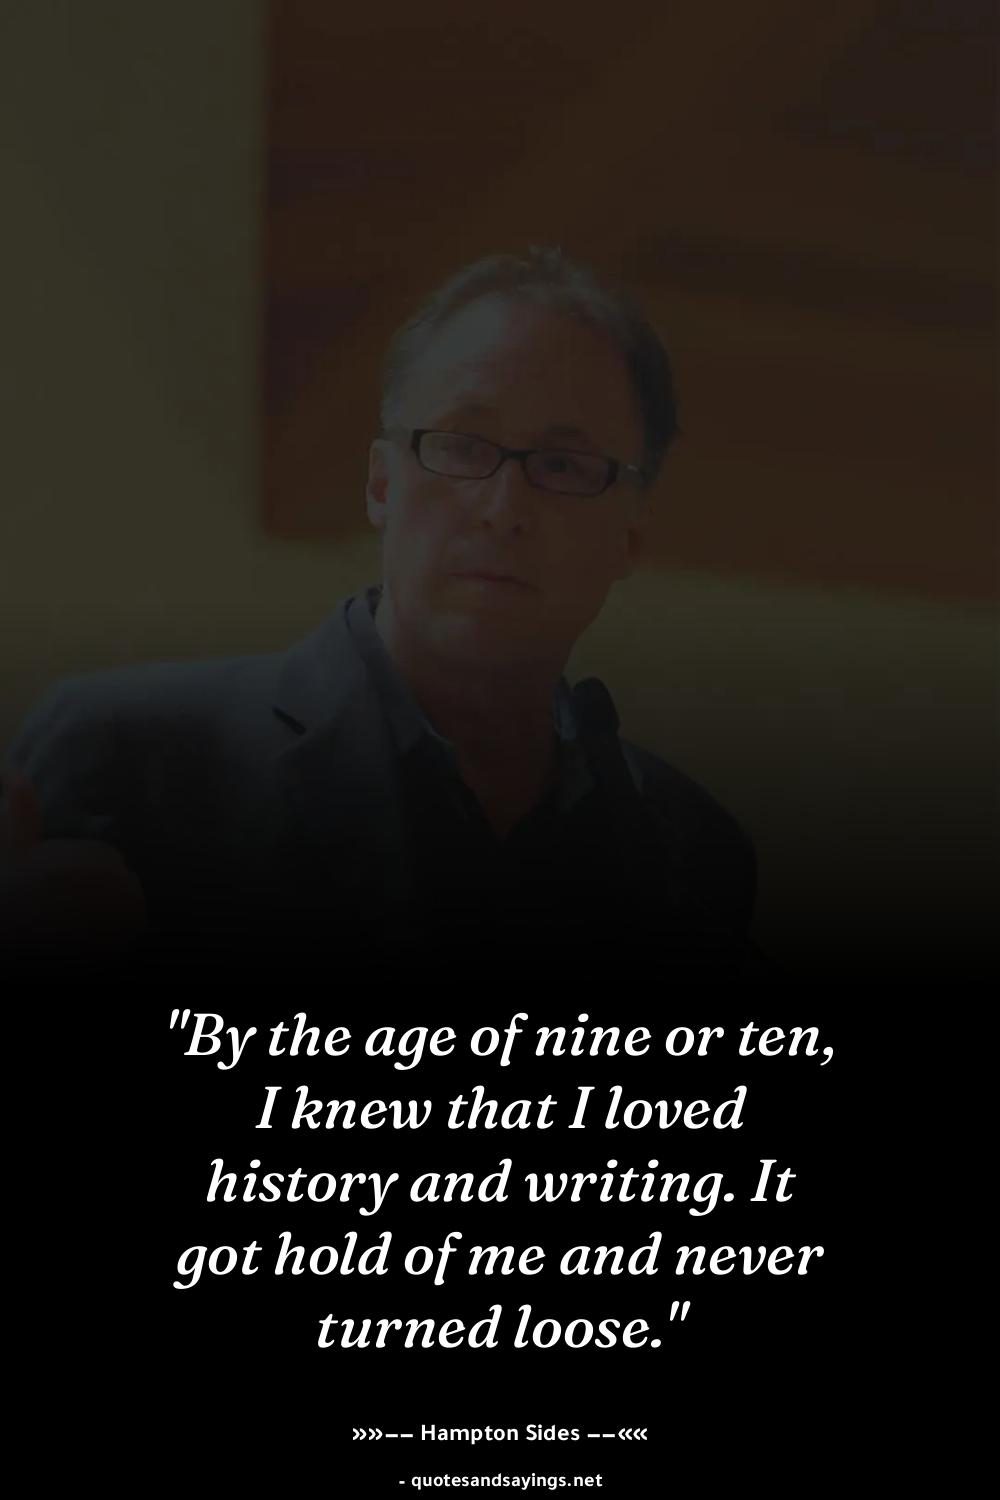 "By the age of nine or ten,
I knew that I loved
history and writing. It
got hold of me and never
turned loose."
»»–– Hampton Sides ––««
- quotesandsayings.net